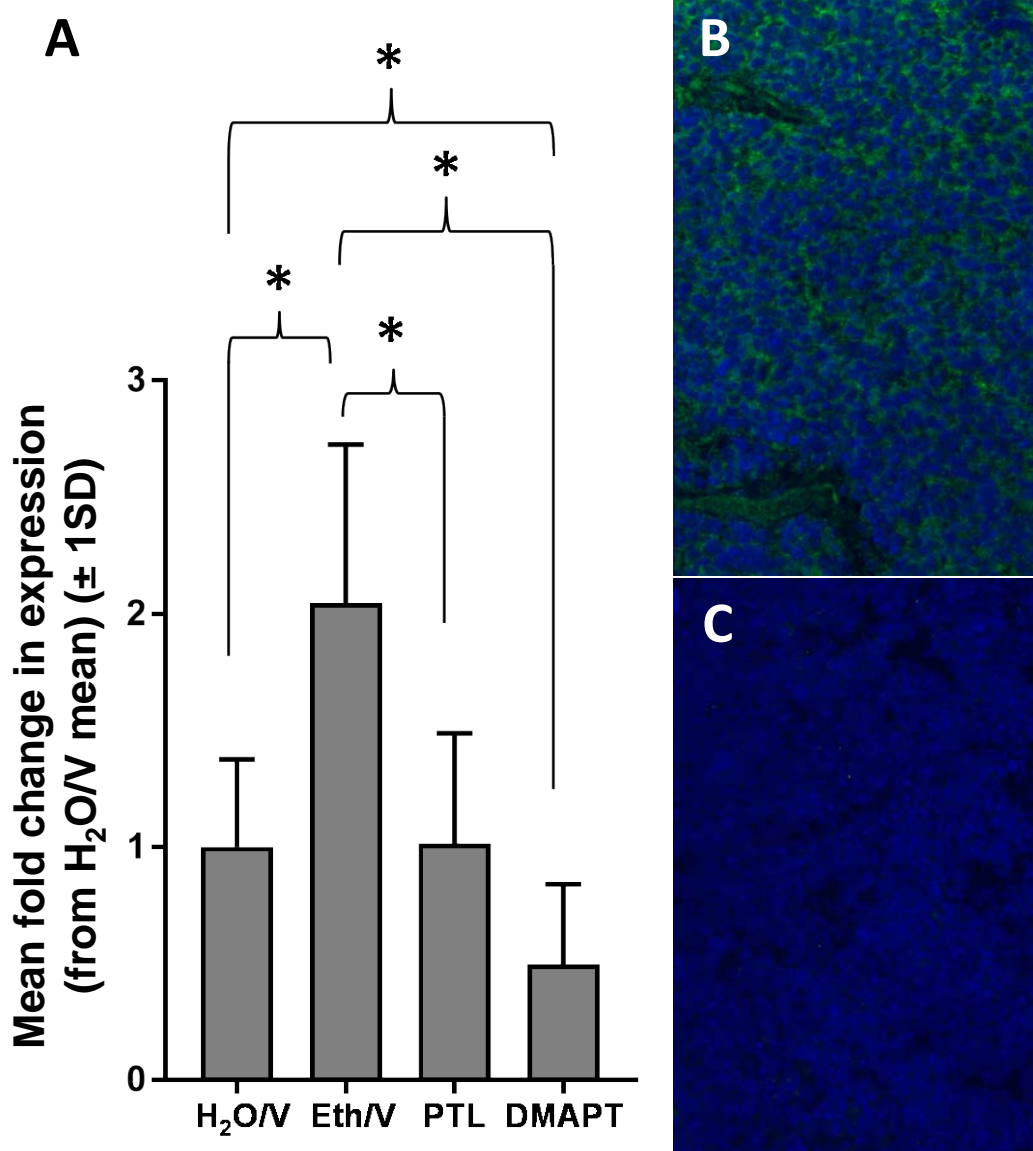 A
*
*
*
*
3
2
1
0
Mean fold change in expression
(from H₂O/V mean) (± 1SD)
H₂O/V Eth/V PTL DMAPT
B
C